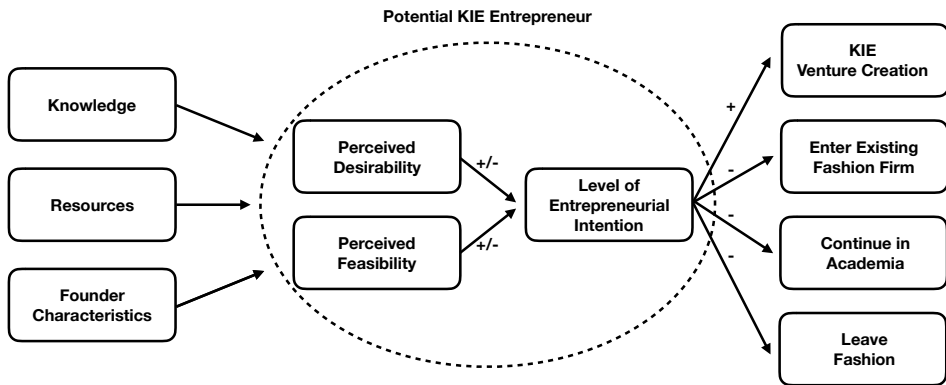 Potential KIE Entrepreneur
Knowledge
Resources
Founder
Characteristics
Perceived
Desirability
Perceived
Feasibility
+/-
+/-
Level of
Entrepreneurial
Intention
+
-
-
-
KIE
Venture Creation
Enter Existing
Fashion Firm
Continue in
Academia
Leave
Fashion